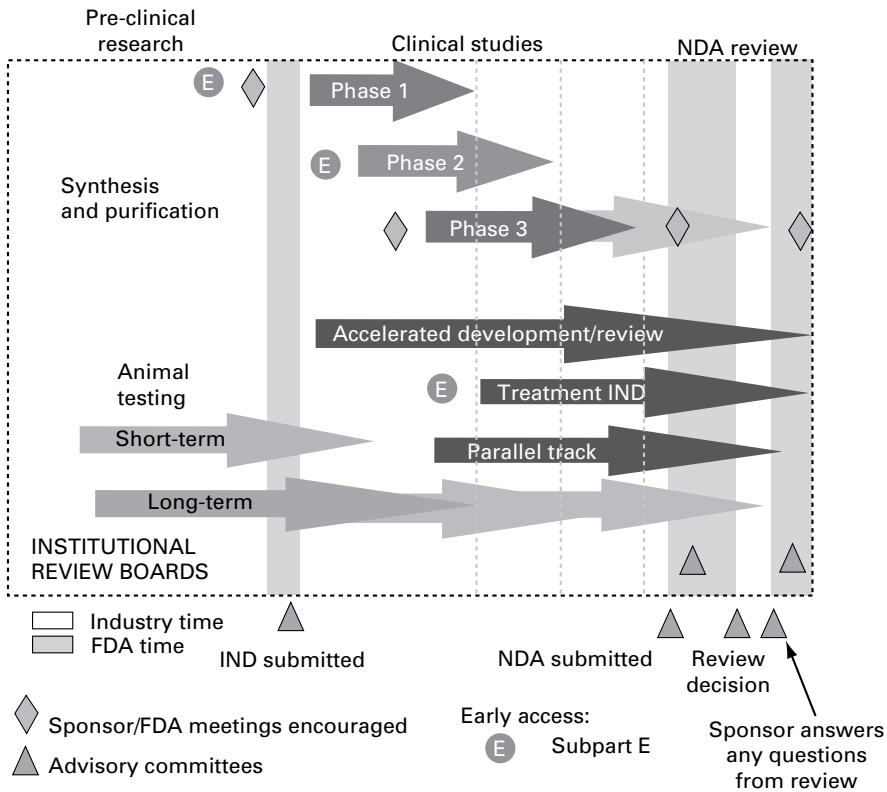 Pre-clinical
research
Clinical studies
NDA review
E
Phase 1
Phase 2
E
Synthesis
and purification
Phase 3
Accelerated development/review
Animal
testing
E
Treatment IND
Short-term
Parallel track
Long-term
INSTITUTIONAL
REVIEW BOARDS
Industry time
FDA time
IND submitted
NDA submitted
Review
decision
Sponsor/FDA meetings encouraged
Advisory committees
Early access:
E Subpart E
Sponsor answers
any questions
from review